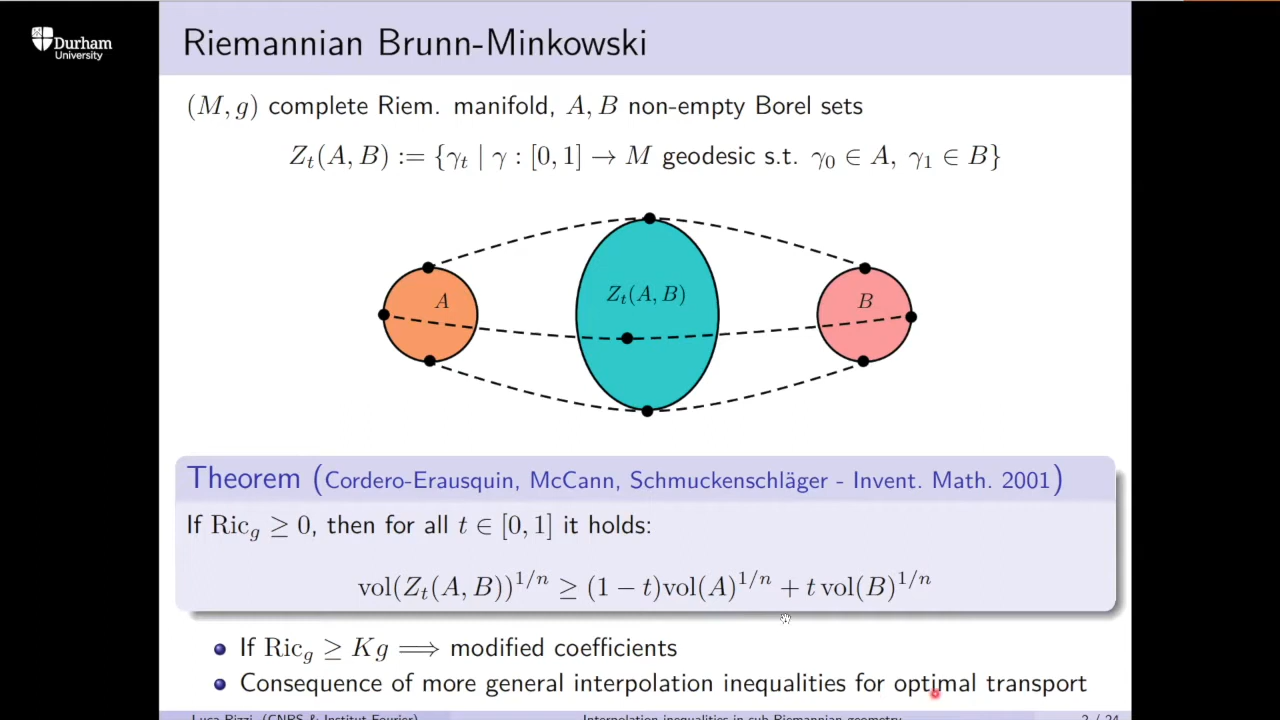 Durham
University
Riemannian Brunn-Minkowski
(M, g) complete Riem. manifold, A, B non-empty Borel sets
Z_t(A, B) := {γ_t | γ : [0, 1] → M geodesic s.t. γ_0 ∈ A, γ_1 ∈ B}
A
Z_t(A, B)
B
Theorem (Cordero-Erausquin, McCann, Schmuckenschläger - Invent. Math. 2001)
If Ric_g ≥ 0, then for all t ∈ [0, 1] it holds:
vol(Z_t(A, B))^{1/n} ≥ (1 − t)vol(A)^{1/n} + t vol(B)^{1/n}
If Ric_g ≥ Kg ⟹ modified coefficients
Consequence of more general interpolation inequalities for optimal transport
Luca Rizzi (CNRS & Institut Fourier) Interpolation inequalities in sub-Riemannian geometry 2 / 24